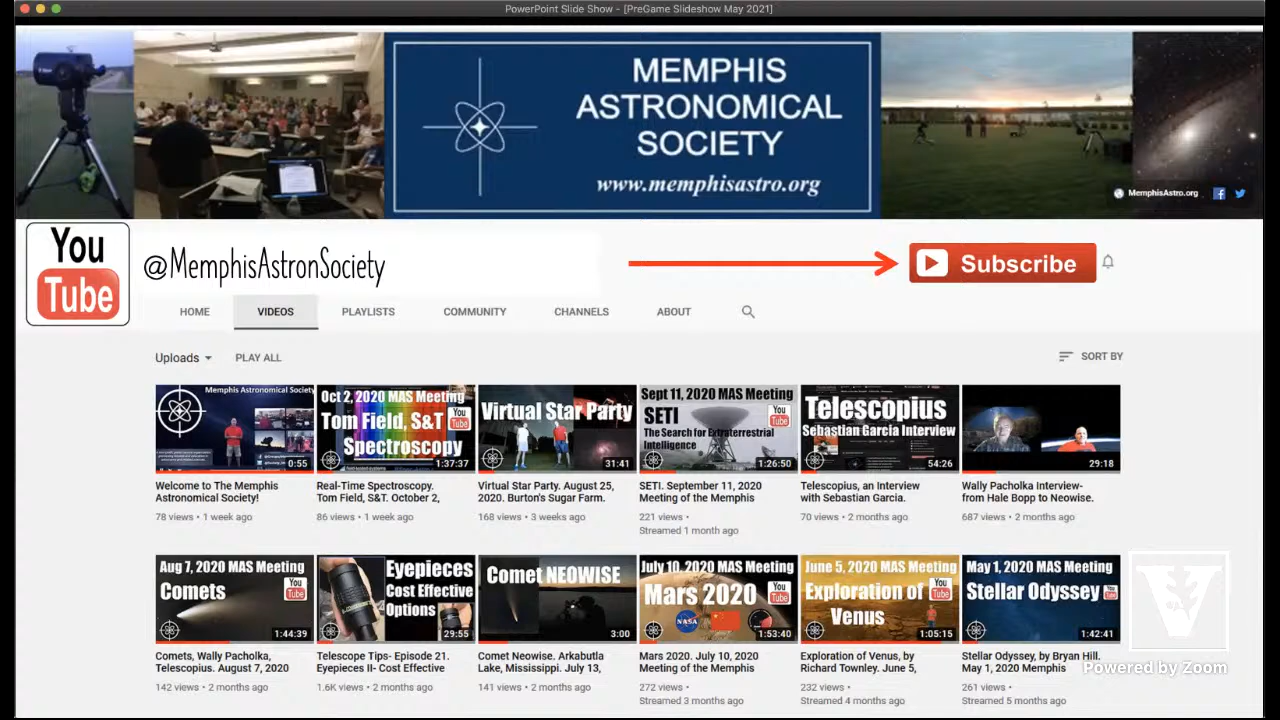 PowerPoint Slide Show - [PreGame Slideshow May 2021]
MEMPHIS
ASTRONOMICAL
SOCIETY
www.memphisastro.org
MemphisAstro.org
You
Tube
@MemphisAstronSociety
Subscribe
HOME VIDEOS PLAYLISTS COMMUNITY CHANNELS ABOUT
Uploads PLAY ALL SORT BY
Memphis Astronomical Society
0:55
Welcome to The Memphis
Astronomical Society!
78 views • 1 week ago
Oct 2, 2020 MAS Meeting
You
Tube
Tom Field, S&T
Spectroscopy
1:37:37
Real-Time Spectroscopy.
Tom Field, S&T. October 2,
86 views • 1 week ago
Virtual Star Party
31:41
Virtual Star Party. August 25,
2020. Burton's Sugar Farm.
168 views • 3 weeks ago
Sept 11, 2020 MAS Meeting
You
Tube
SETI
The Search for Extraterrestrial
Intelligence
1:26:50
SETI. September 11, 2020
Meeting of the Memphis
221 views •
Streamed 1 month ago
Telescopius
Sebastian Garcia Interview
54:26
Telescopius, an Interview
with Sebastian Garcia.
70 views • 2 months ago
29:18
Wally Pacholka Interview-
from Hale Bopp to Neowise.
687 views • 2 months ago
Aug 7, 2020 MAS Meeting
Comets
You
Tube
1:44:39
Comets, Wally Pacholka,
Telescopius. August 7, 2020
142 views • 2 months ago
Eyepieces
Cost Effective
Options
29:55
Telescope Tips- Episode 21.
Eyepieces II- Cost Effective
1.6K views • 2 months ago
Comet NEOWISE
3:00
Comet Neowise. Arkabutla
Lake, Mississippi. July 13,
141 views • 2 months ago
July 10, 2020 MAS Meeting
Mars 2020
You
Tube
NASA
1:53:40
Mars 2020. July 10, 2020
Meeting of the Memphis
272 views •
Streamed 3 months ago
June 5, 2020 MAS Meeting
Exploration of
Venus
You
Tube
1:05:15
Exploration of Venus, by
Richard Townley. June 5,
232 views •
Streamed 4 months ago
May 1, 2020 MAS Meeting
Stellar Odyssey
You
Tube
1:42:41
Stellar Odyssey, by Bryan Hill.
May 1, 2020 Memphis
261 views •
Streamed 5 months ago
V
Powered by Zoom